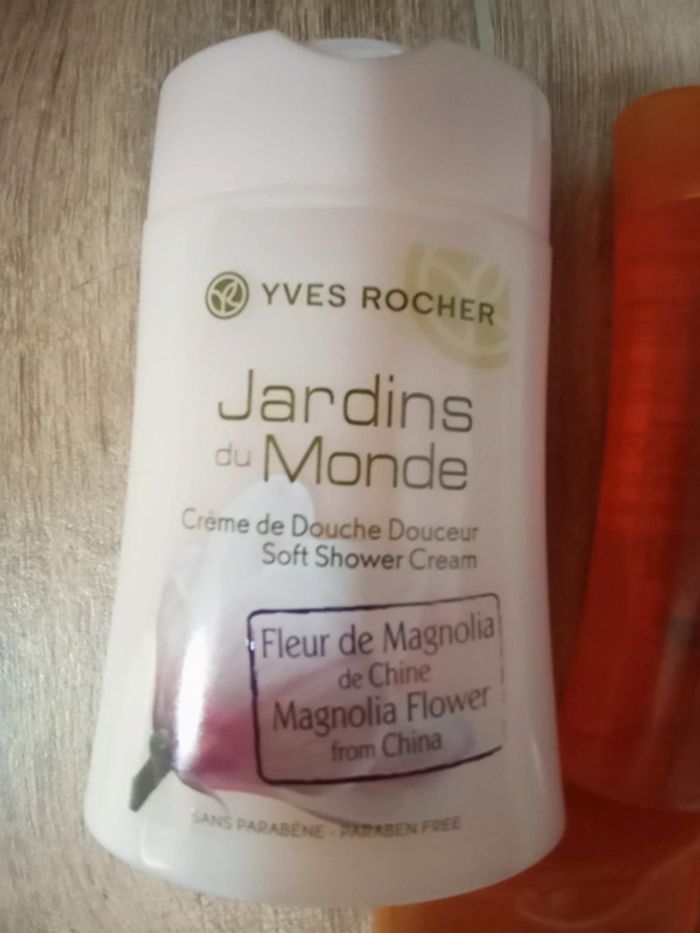 YVES ROCHER
Jardins
du Monde
Crème de Douche Douceur
Soft Shower Cream
Fleur de Magnolia
de Chine
Magnolia Flower
from China
SANS PARABÈNE - PARABEN FREE